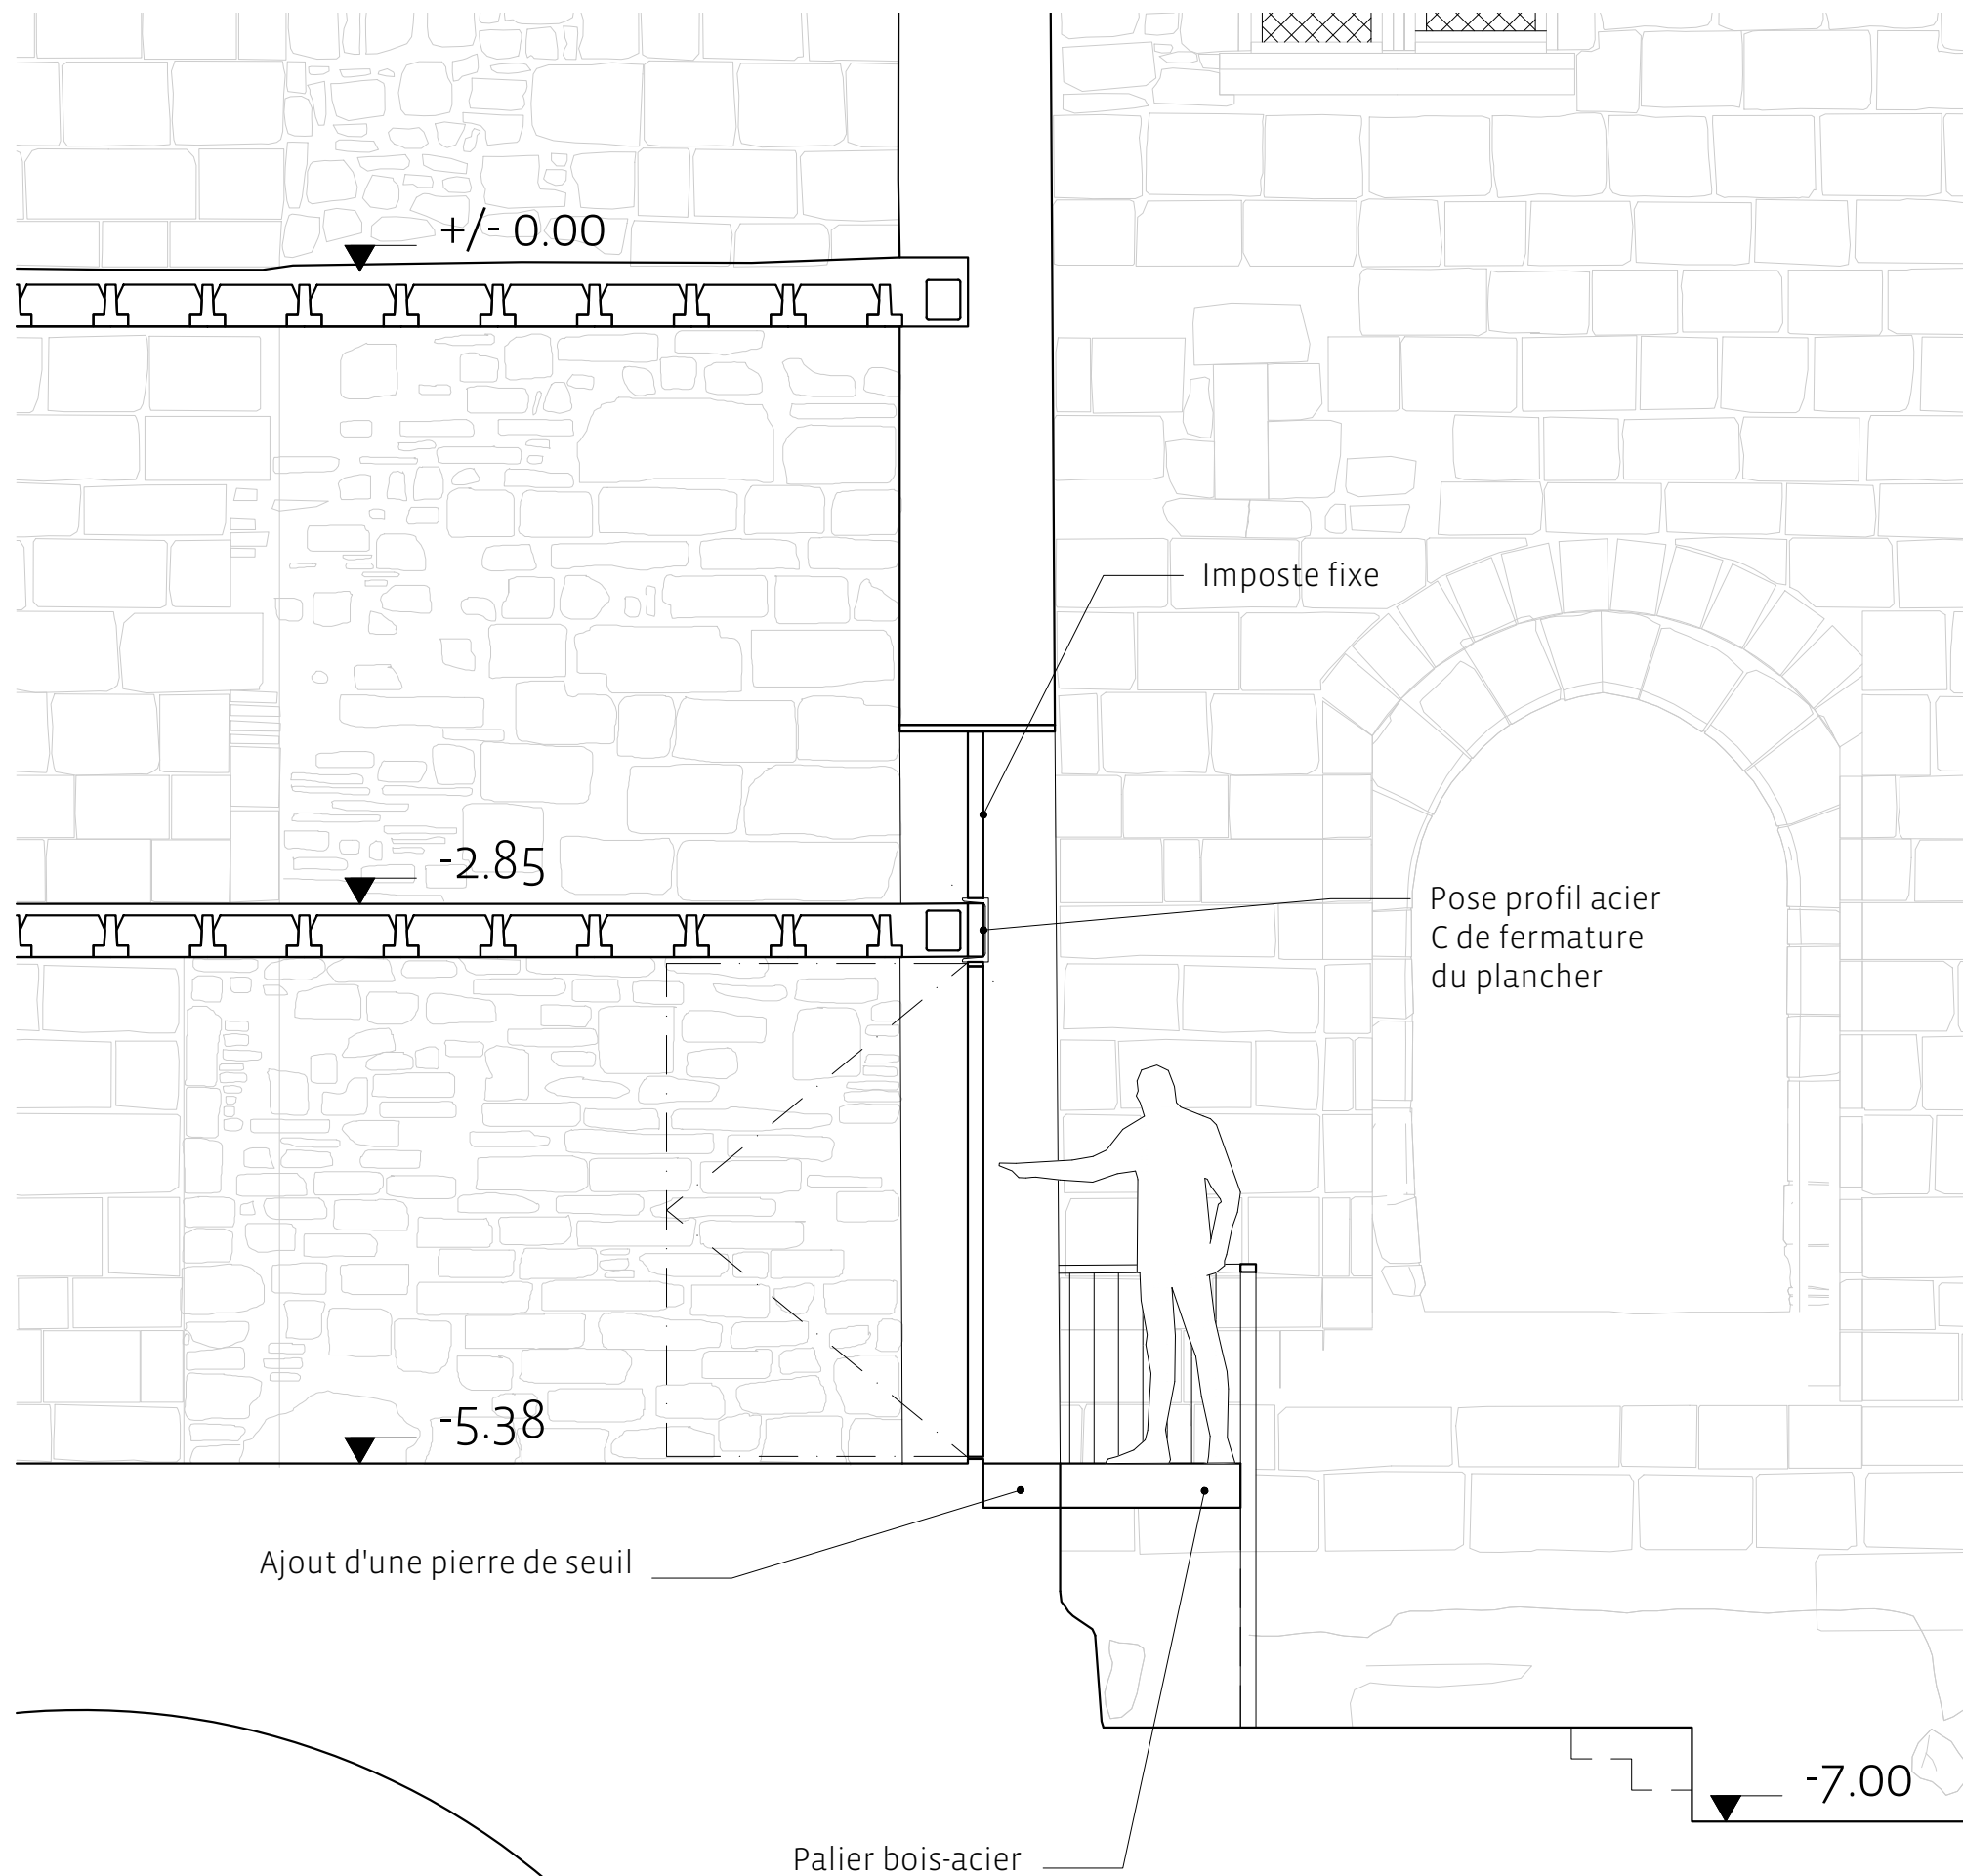 +/- 0.00
Imposte fixe
-2.85
Pose profil acier
C de fermature
du plancher
-5.38
Ajout d'une pierre de seuil
-7.00
Palier bois-acier